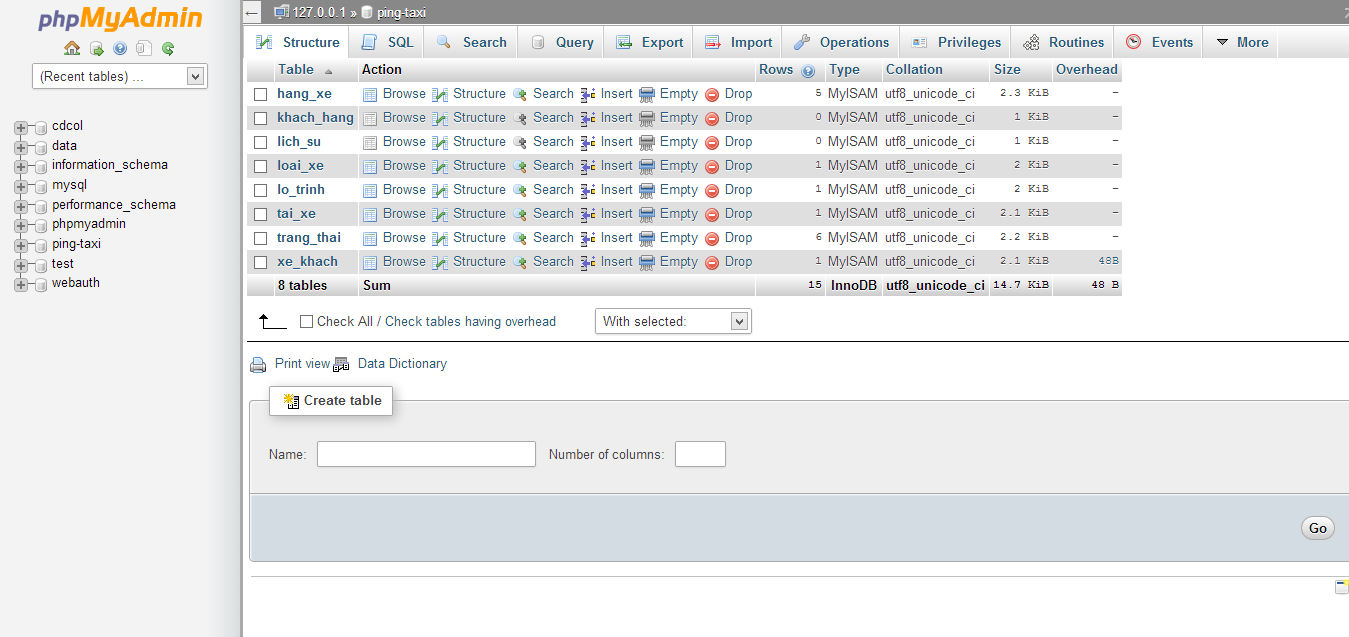 phpMyAdmin
(Recent tables) ...
cdcol
data
information_schema
mysql
performance_schema
phpmyadmin
ping-taxi
test
webauth
127.0.0.1 » ping-taxi
Structure SQL Search Query Export Import Operations Privileges Routines Events More
Table Action Rows Type Collation Size Overhead
hang_xe Browse Structure Search Insert Empty Drop 5 MyISAM utf8_unicode_ci 2.3 KiB -
khach_hang Browse Structure Search Insert Empty Drop 0 MyISAM utf8_unicode_ci 1 KiB -
lich_su Browse Structure Search Insert Empty Drop 0 MyISAM utf8_unicode_ci 1 KiB -
loai_xe Browse Structure Search Insert Empty Drop 1 MyISAM utf8_unicode_ci 2 KiB -
lo_trinh Browse Structure Search Insert Empty Drop 1 MyISAM utf8_unicode_ci 2 KiB -
tai_xe Browse Structure Search Insert Empty Drop 1 MyISAM utf8_unicode_ci 2.1 KiB -
trang_thai Browse Structure Search Insert Empty Drop 6 MyISAM utf8_unicode_ci 2.2 KiB -
xe_khach Browse Structure Search Insert Empty Drop 1 MyISAM utf8_unicode_ci 2.1 KiB 48B
8 tables Sum 15 InnoDB utf8_unicode_ci 14.7 KiB 48 B
Check All / Check tables having overhead With selected:
Print view Data Dictionary
Create table
Name: Number of columns:
Go